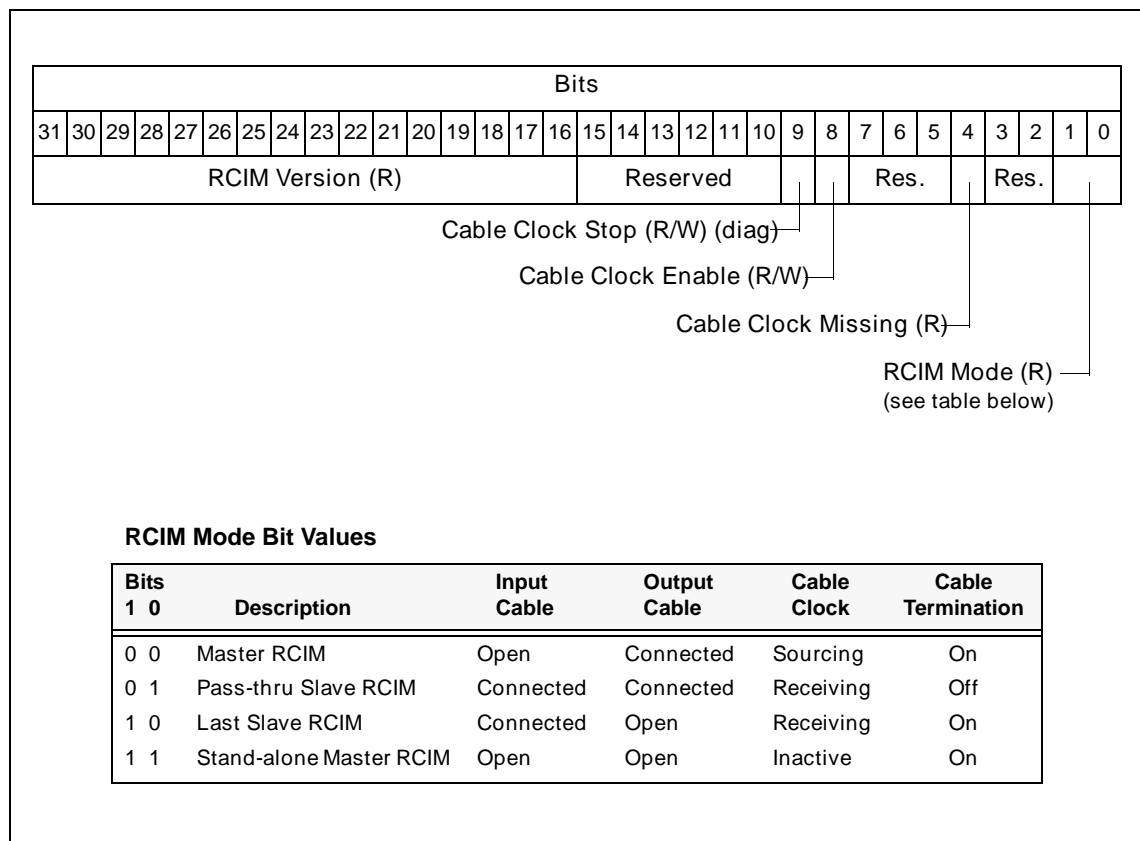 Bits
31 30 29 28 27 26 25 24 23 22 21 20 19 18 17 16 15 14 13 12 11 10 9 8 7 6 5 4 3 2 1 0
RCIM Version (R) Reserved Res. Res.
Cable Clock Stop (R/W) (diag)
Cable Clock Enable (R/W)
Cable Clock Missing (R)
RCIM Mode (R)
(see table below)
RCIM Mode Bit Values
Bits Input Output Cable Cable
1 0 Description Cable Cable Clock Termination
0 0 Master RCIM Open Connected Sourcing On
0 1 Pass-thru Slave RCIM Connected Connected Receiving Off
1 0 Last Slave RCIM Connected Open Receiving On
1 1 Stand-alone Master RCIM Open Open Inactive On